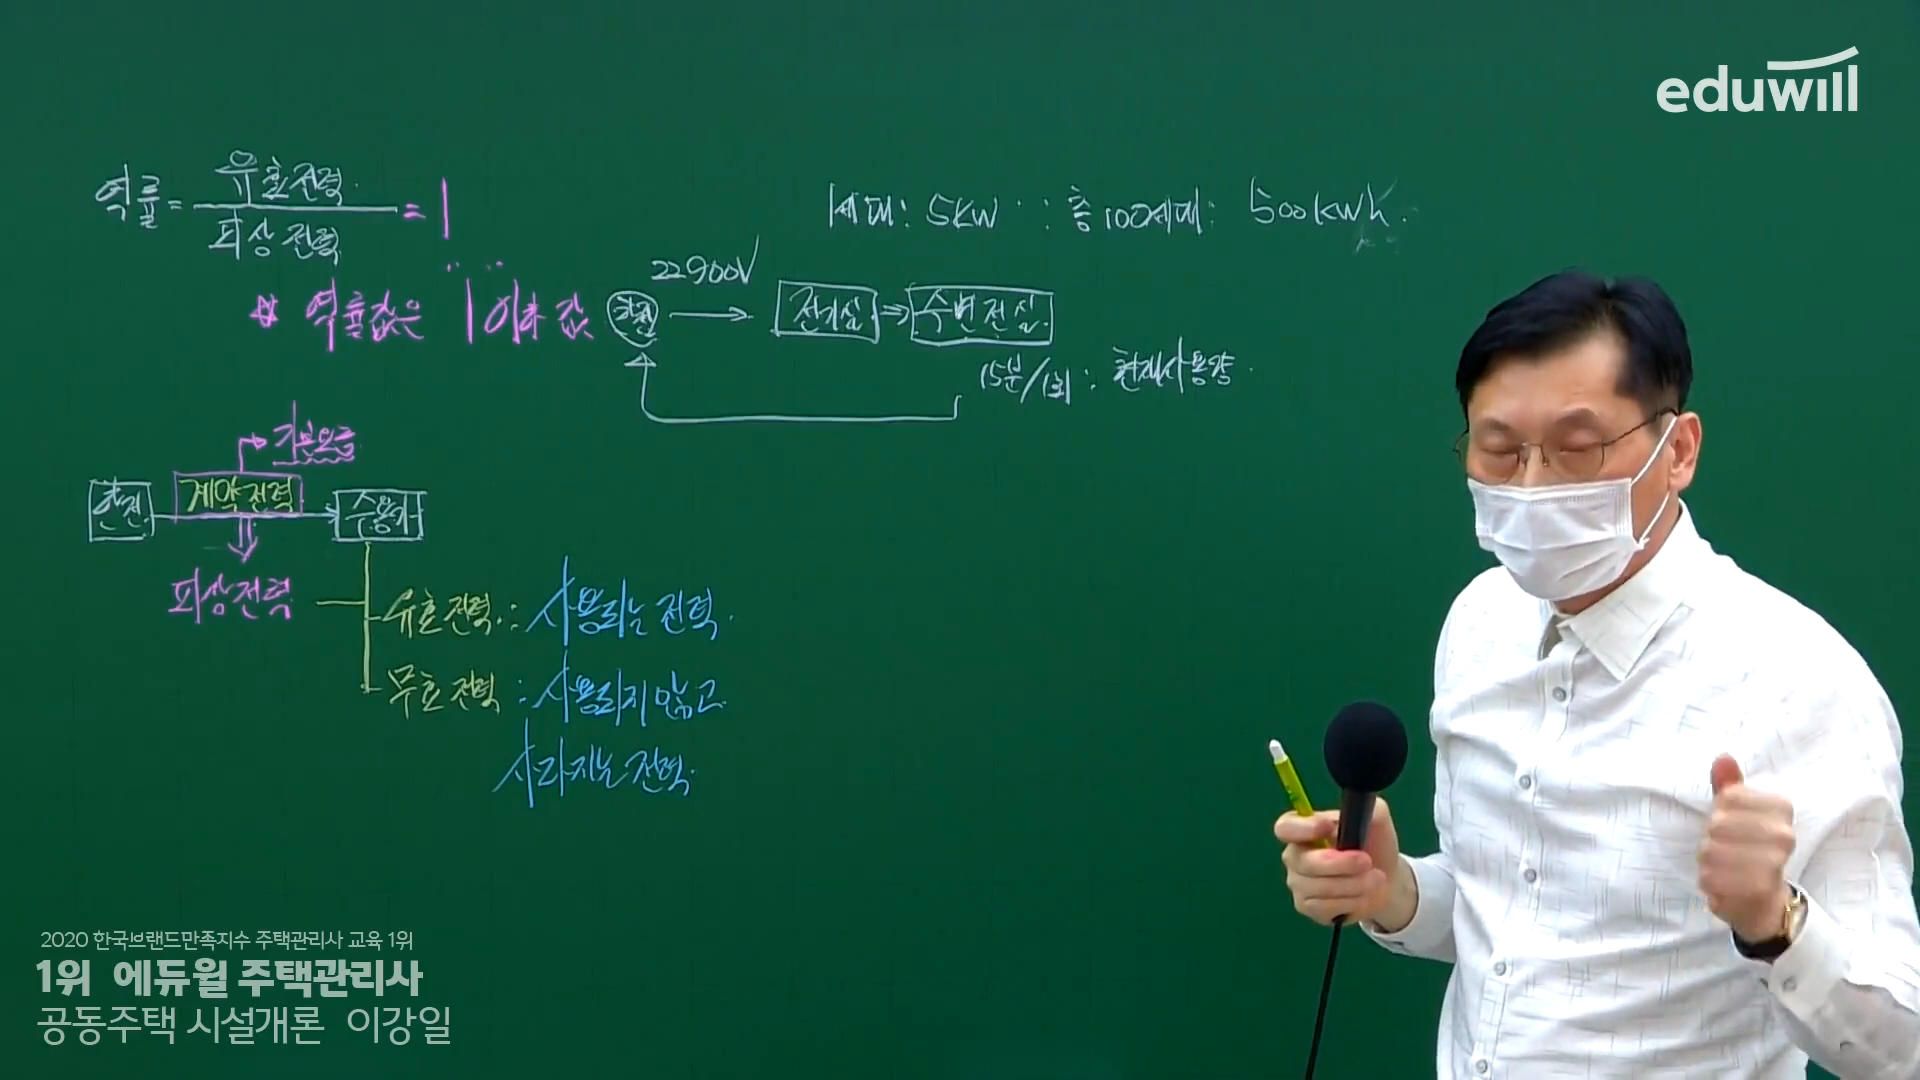 eduwill
역률 = 유효전력 / 피상전력 = 1
세대: 5KW ∴ 총 100세대: 500kwh.
22900V
* 역률값은 1 이하 값
한전 → 전기실 → 수변전실
15분/1회: 현재사용량.
기본요금
한전 계약전력 → 수용가
피상전력
유효전력: 사용되는 전력.
무효전력: 사용되지 않고
사라지는 전력.
2020 한국브랜드만족지수 주택관리사 교육 1위
1위 에듀윌 주택관리사
공동주택 시설개론 이강일